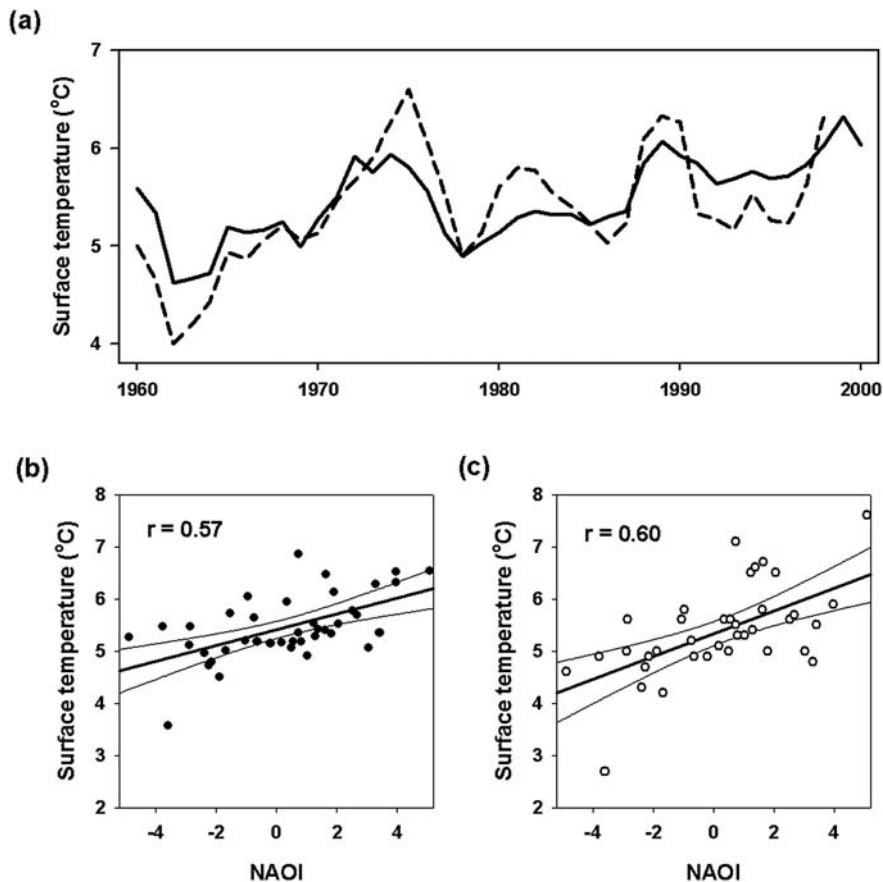 (a)
7
6
5
4
Surface temperature (°C)
1960 1970 1980 1990 2000
(b)
r = 0.57
8
7
6
5
4
3
2
Surface temperature (°C)
-4 -2 0 2 4
NAOI
(c)
r = 0.60
8
7
6
5
4
3
2
Surface temperature (°C)
-4 -2 0 2 4
NAOI